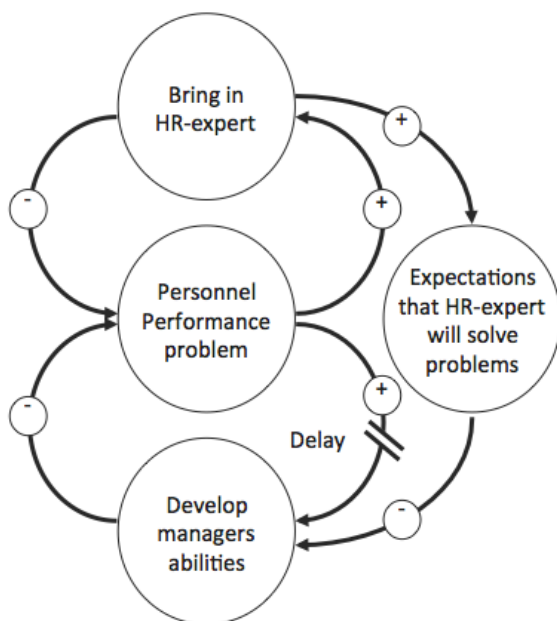 Bring in
HR-expert
+
-
+
Personnel
Performance
problem
Expectations
that HR-expert
will solve
problems
+
-
Delay
Develop
managers
abilities
-